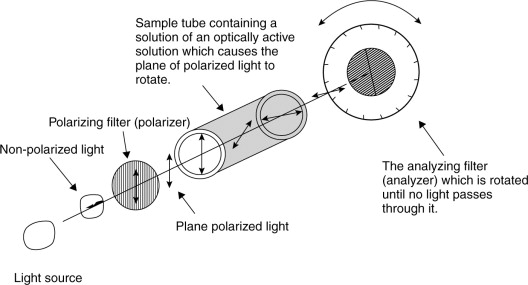 Sample tube containing a
solution of an optically active
solution which causes the
plane of polarized light to
rotate.
Polarizing filter (polarizer)
Non-polarized light
The analyzing filter
(analyzer) which is rotated
until no light passes
through it.
Plane polarized light
Light source